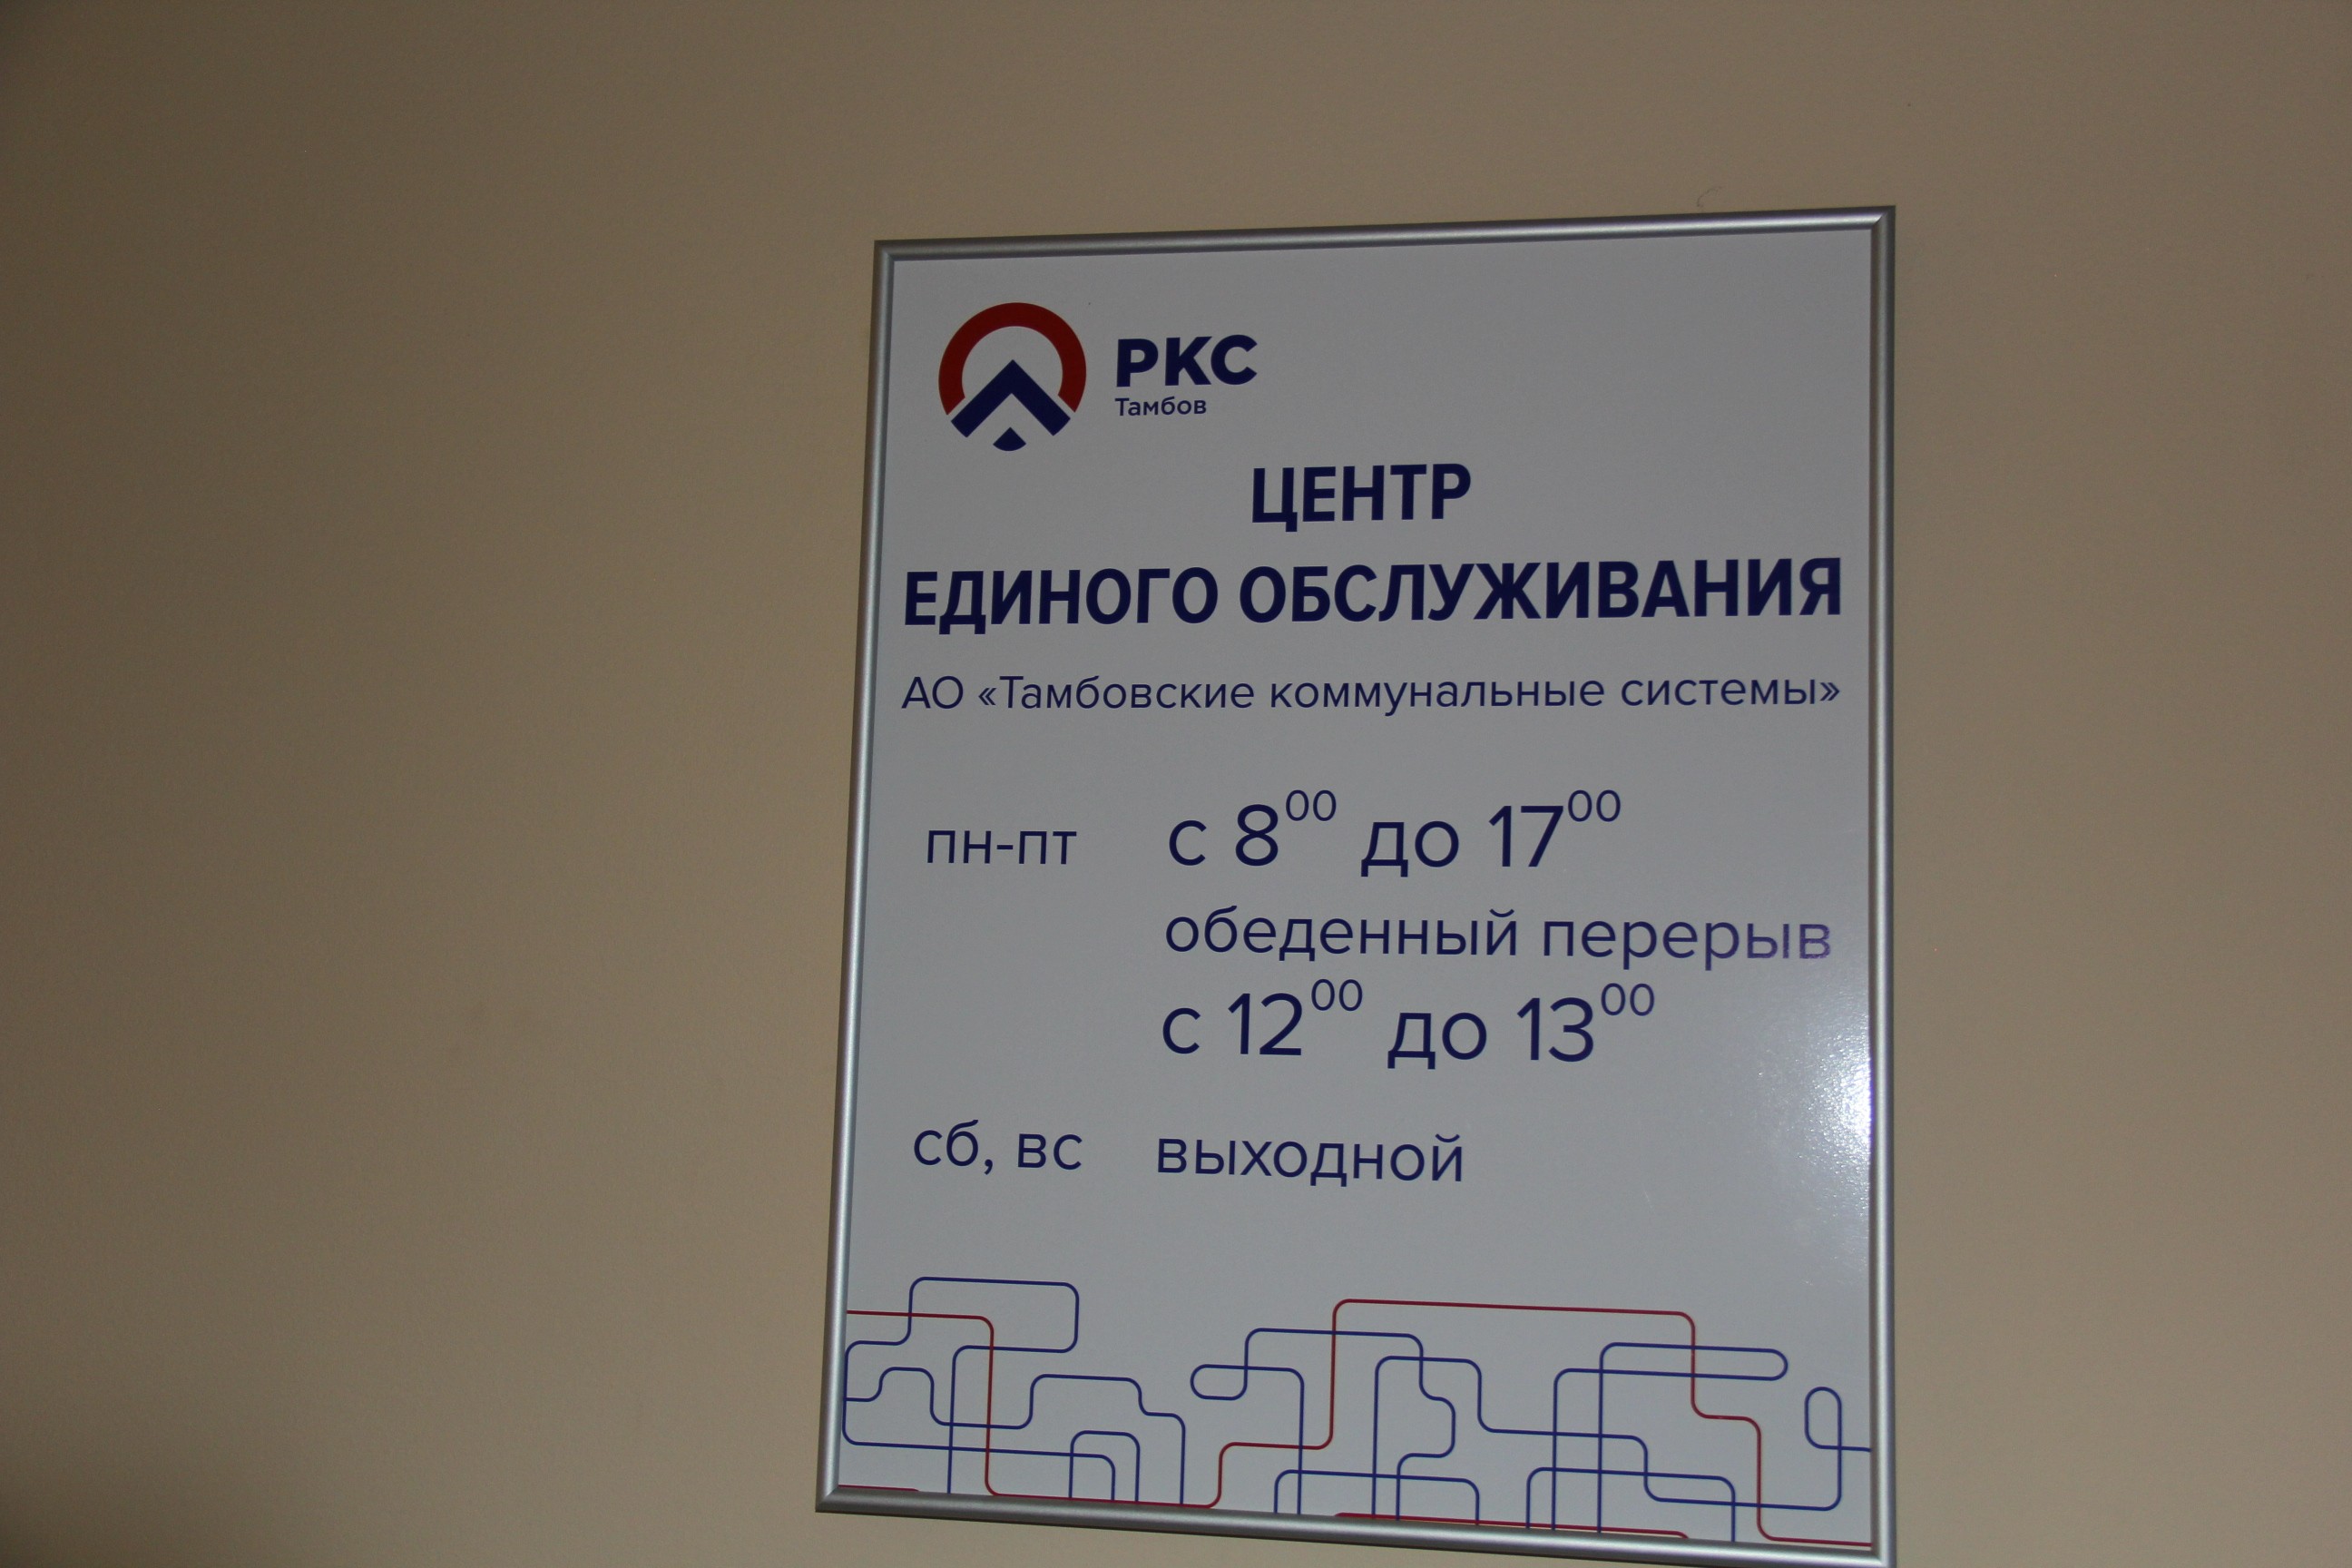 РКС
Тамбов
ЦЕНТР
ЕДИНОГО ОБСЛУЖИВАНИЯ
АО «Тамбовские коммунальные системы»
пн-пт с 8⁰⁰ до 17⁰⁰
обеденный перерыв
с 12⁰⁰ до 13⁰⁰
сб, вс выходной